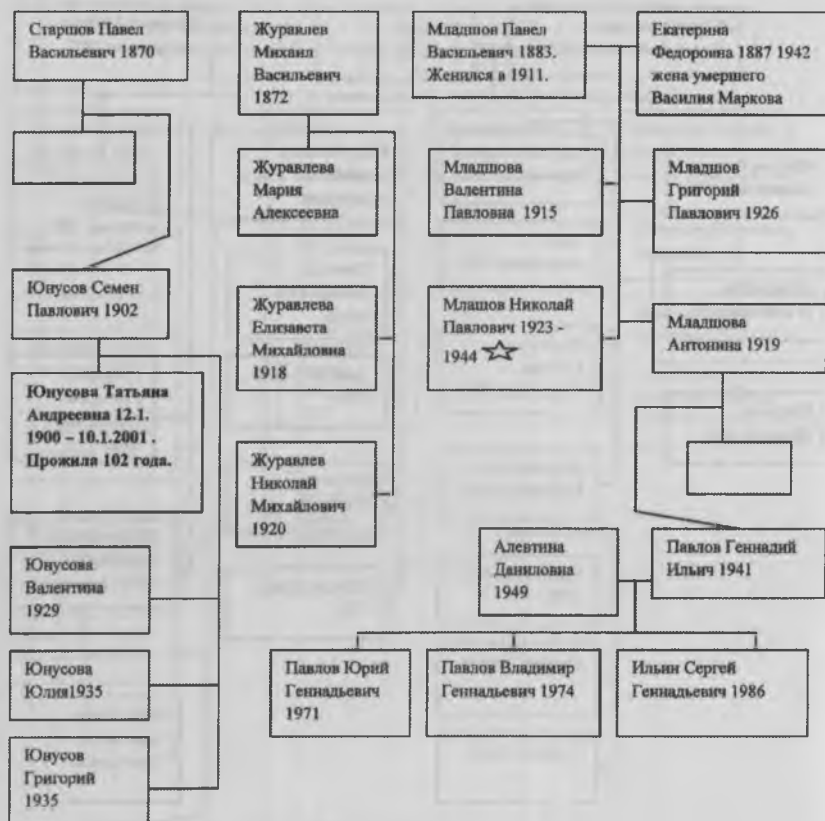 Старшов Павел
Васильевич 1870
Журавлев
Михаил
Васильевич
1872
Младшов Павел
Васильевич 1883.
Женился в 1911.
Екатерина
Федоровна 1887 1942
жена умершего
Василия Маркова
Журавлева
Мария
Алексеевна
Младшова
Валентина
Павловна 1915
Младшов
Григорий
Павлович 1926
Юнусов Семен
Павлович 1902
Журавлева
Елизавета
Михайловна
1918
Млашов Николай
Павлович 1923 -
1944
Младшова
Антонина 1919
Юнусова Татьяна
Андреевна 12.1.
1900 – 10.1.2001 .
Прожила 102 года.
Журавлев
Николай
Михайлович
1920
Алевтина
Даниловна
1949
Павлов Геннадий
Ильич 1941
Юнусова
Валентина
1929
Юнусова
Юлия1935
Юнусов
Григорий
1935
Павлов Юрий
Геннадьевич
1971
Павлов Владимир
Геннадьевич 1974
Ильин Сергей
Геннадьевич 1986